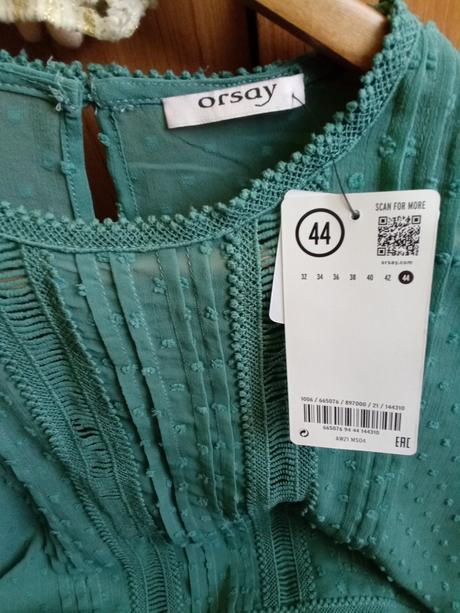 orsay
SCAN FOR MORE
44
orsay.com
32 34 36 38 40 42 44
1006 / 665076 / 897000 / 21 / 144310
665076 94 44 144310
AW21 MS04
EAC